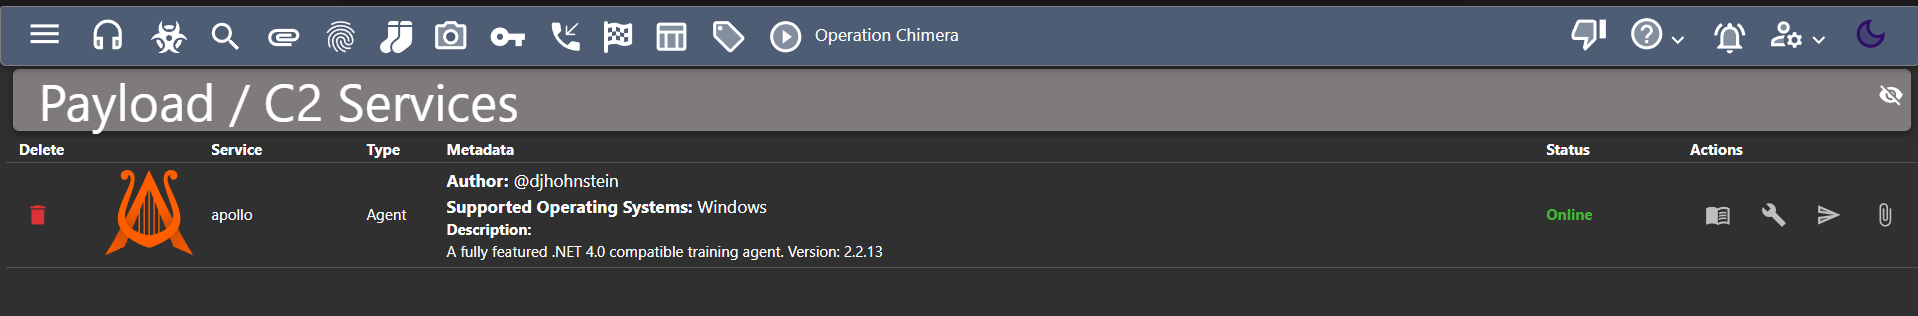 Operation Chimera
Payload / C2 Services
Delete Service Type Metadata Status Actions
Author: @djhohnstein
Supported Operating Systems: Windows
apollo Agent Online
Description:
A fully featured .NET 4.0 compatible training agent. Version: 2.2.13